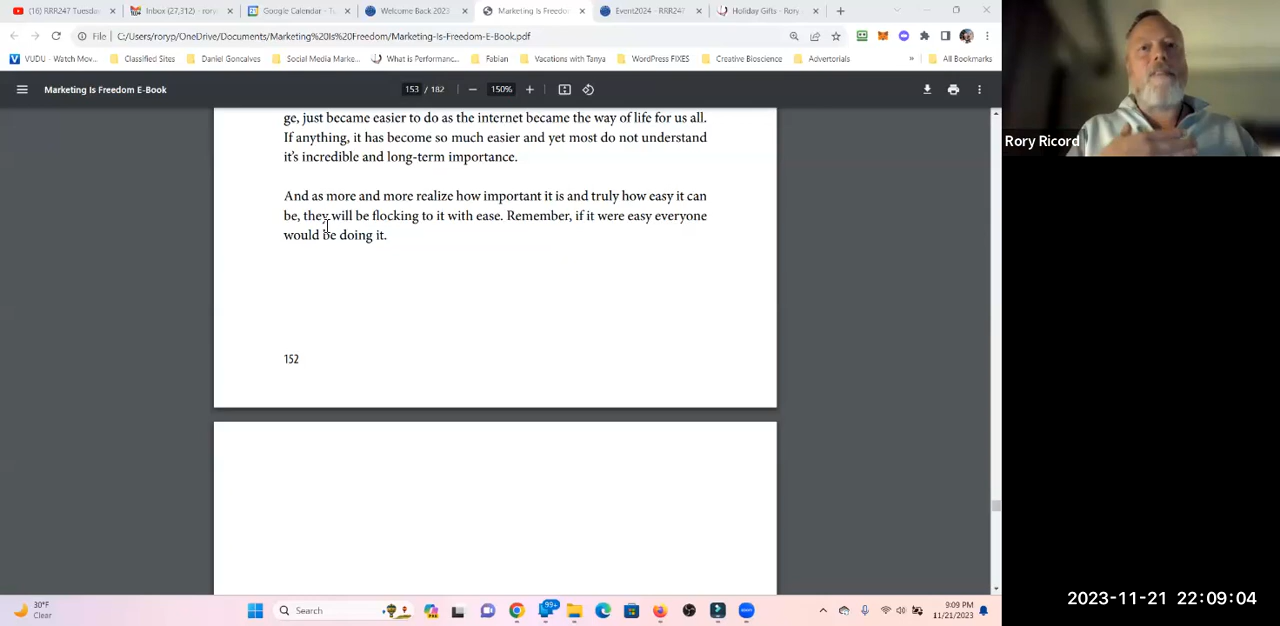 (16) RRR247 Tuesda
Inbox (27,312) - rory
Google Calendar - Tu
Welcome Back 2023
Marketing Is Freedo
Event2024 - RRR247
Holiday Gifts - Rory
File
C:/Users/roryp/OneDrive/Documents/Marketing%20Is%20Freedom/Marketing-Is-Freedom-E-Book.pdf
VUDU - Watch Mov...
Classified Sites
Daniel Goncalves
Social Media Marke...
What is Performanc...
Fabian
Vacations with Tanya
WordPress FIXES
Creative Bioscience
Advertorials
»
All Bookmarks
Marketing Is Freedom E-Book
153 / 182
150%
ge, just became easier to do as the internet became the way of life for us all.
If anything, it has become so much easier and yet most do not understand
it's incredible and long-term importance.
And as more and more realize how important it is and truly how easy it can
be, they will be flocking to it with ease. Remember, if it were easy everyone
would be doing it.
152
Rory Ricord
2023-11-21 22:09:04
30°F
Clear
Search
99+
9:09 PM
11/21/2023